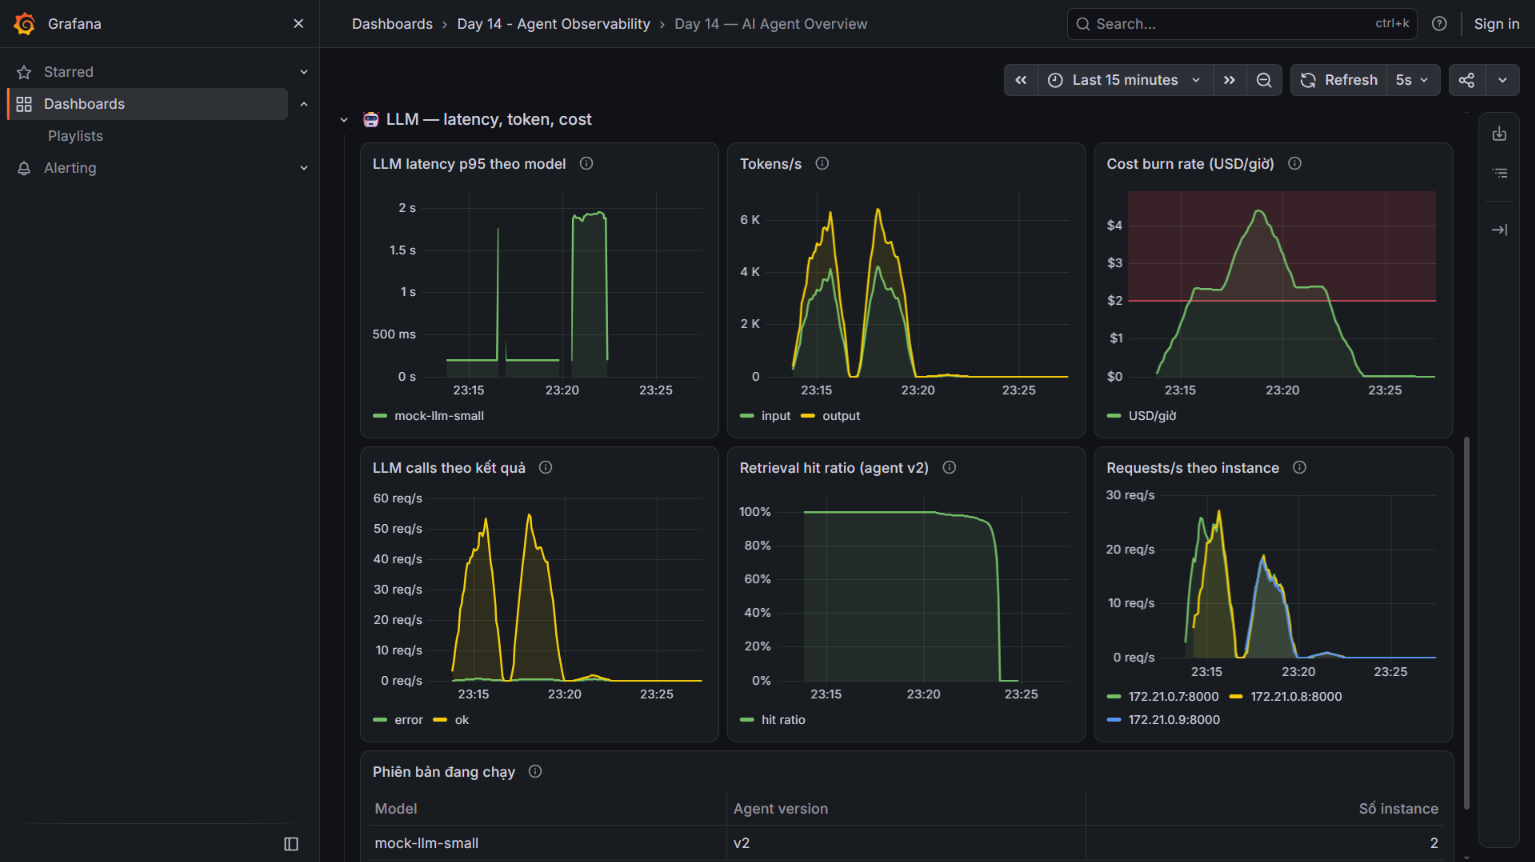 Grafana
Dashboards › Day 14 - Agent Observability › Day 14 — AI Agent Overview
Search...
ctrl+k
Sign in
Starred
Dashboards
Playlists
Alerting
Last 15 minutes
Refresh
5s
LLM — latency, token, cost
LLM latency p95 theo model
2 s
1.5 s
1 s
500 ms
0 s
23:15 23:20 23:25
mock-llm-small
Tokens/s
6 K
4 K
2 K
0
23:15 23:20 23:25
input output
Cost burn rate (USD/giờ)
$4
$3
$2
$1
$0
23:15 23:20 23:25
USD/giờ
LLM calls theo kết quả
60 req/s
50 req/s
40 req/s
30 req/s
20 req/s
10 req/s
0 req/s
23:15 23:20 23:25
error ok
Retrieval hit ratio (agent v2)
100%
80%
60%
40%
20%
0%
23:15 23:20 23:25
hit ratio
Requests/s theo instance
30 req/s
20 req/s
10 req/s
0 req/s
23:15 23:20 23:25
172.21.0.7:8000 172.21.0.8:8000
172.21.0.9:8000
Phiên bản đang chạy
Model Agent version Số instance
mock-llm-small v2 2